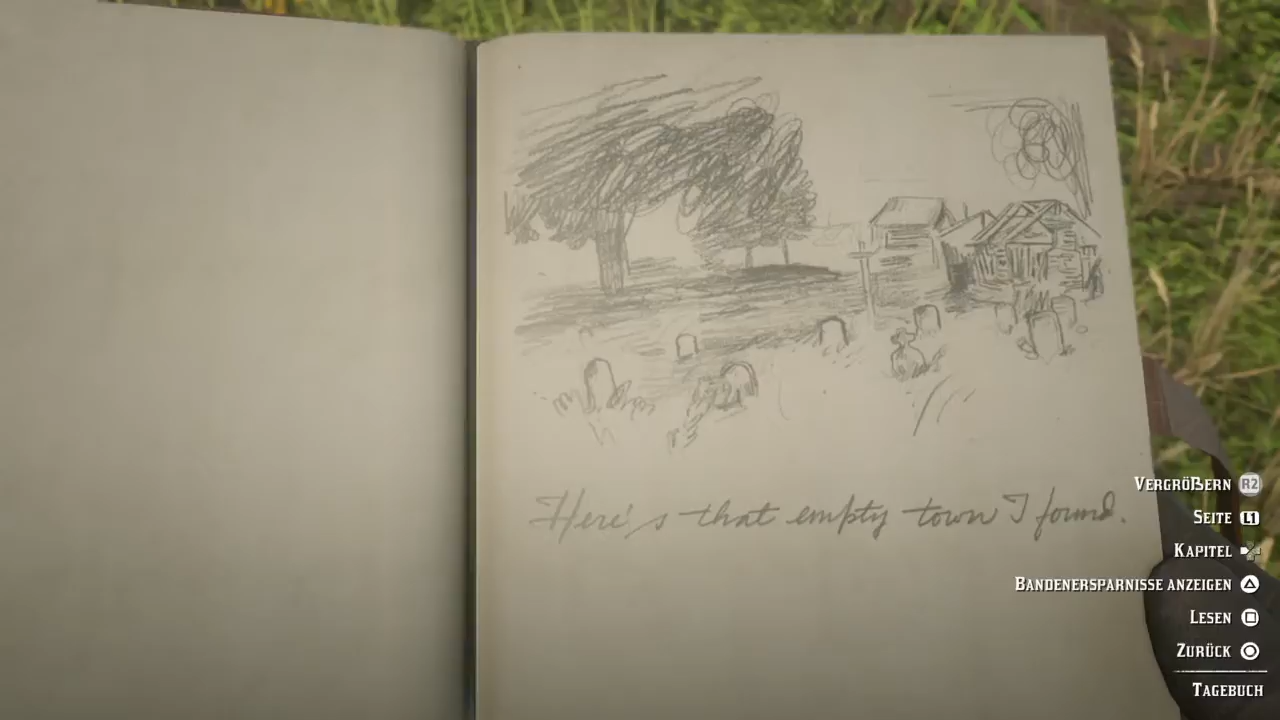 Here's that empty town I found.
VERGRÖẞERN R2
SEITE L1
KAPITEL
BANDENERSPARNISSE ANZEIGEN
LESEN
ZURÜCK
TAGEBUCH